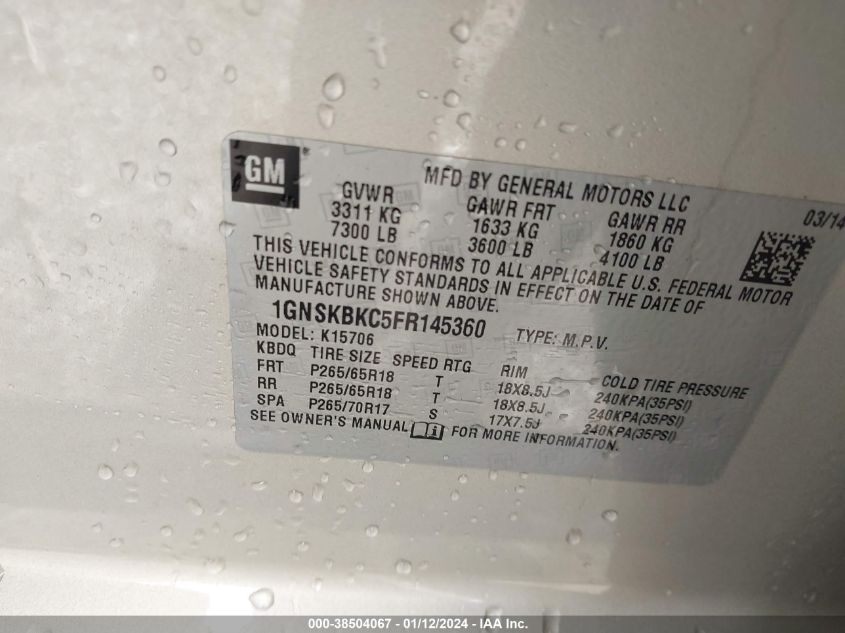 GM
MFD BY GENERAL MOTORS LLC
03/14
GVWR GAWR FRT GAWR RR
3311 KG 1633 KG 1860 KG
7300 LB 3600 LB 4100 LB
THIS VEHICLE CONFORMS TO ALL APPLICABLE U.S. FEDERAL MOTOR
VEHICLE SAFETY STANDARDS IN EFFECT ON THE DATE OF
MANUFACTURE SHOWN ABOVE.
1GNSKBKC5FR145360 TYPE: M.P.V.
MODEL: K15706
KBDQ TIRE SIZE SPEED RTG RIM COLD TIRE PRESSURE
FRT P265/65R18 T 18X8.5J 240KPA(35PSI)
RR P265/65R18 T 18X8.5J 240KPA(35PSI)
SPA P265/70R17 S 17X7.5J 240KPA(35PSI)
SEE OWNER'S MANUAL FOR MORE INFORMATION.
000-38504067 - 01/12/2024 - IAA Inc.